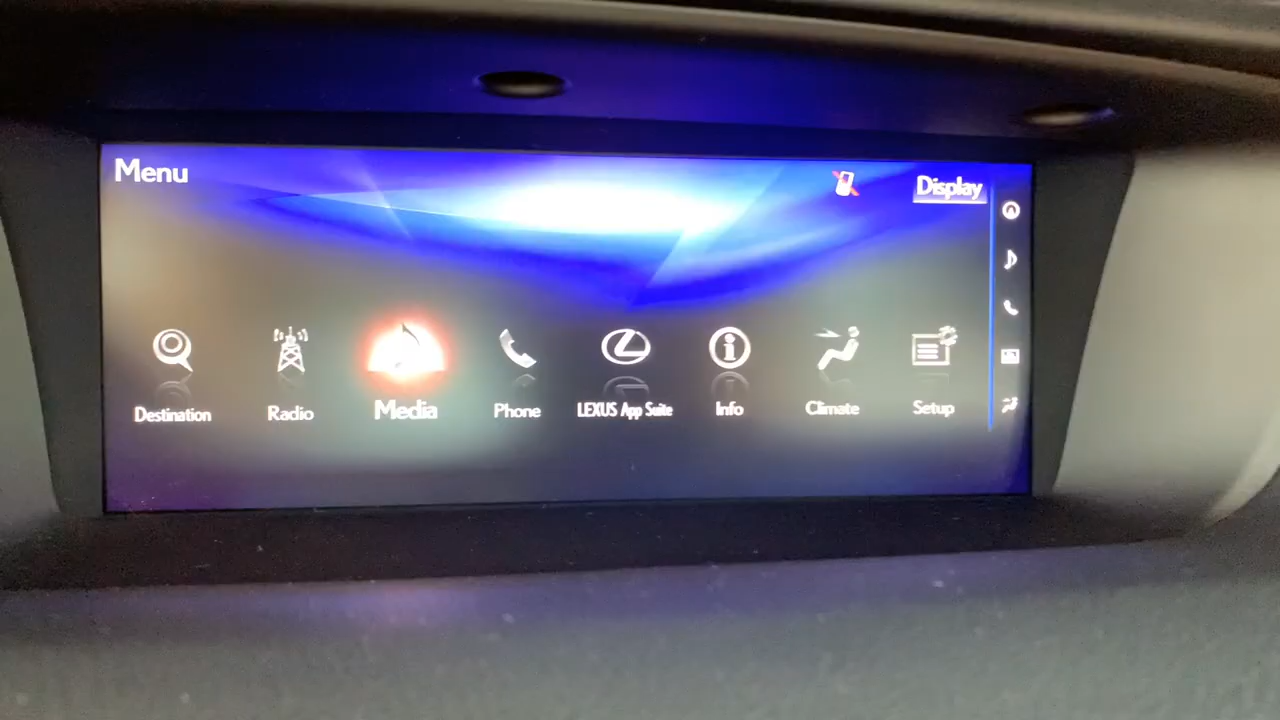 Menu
Display
Destination
Radio
Media
Phone
LEXUS App Suite
Info
Climate
Setup